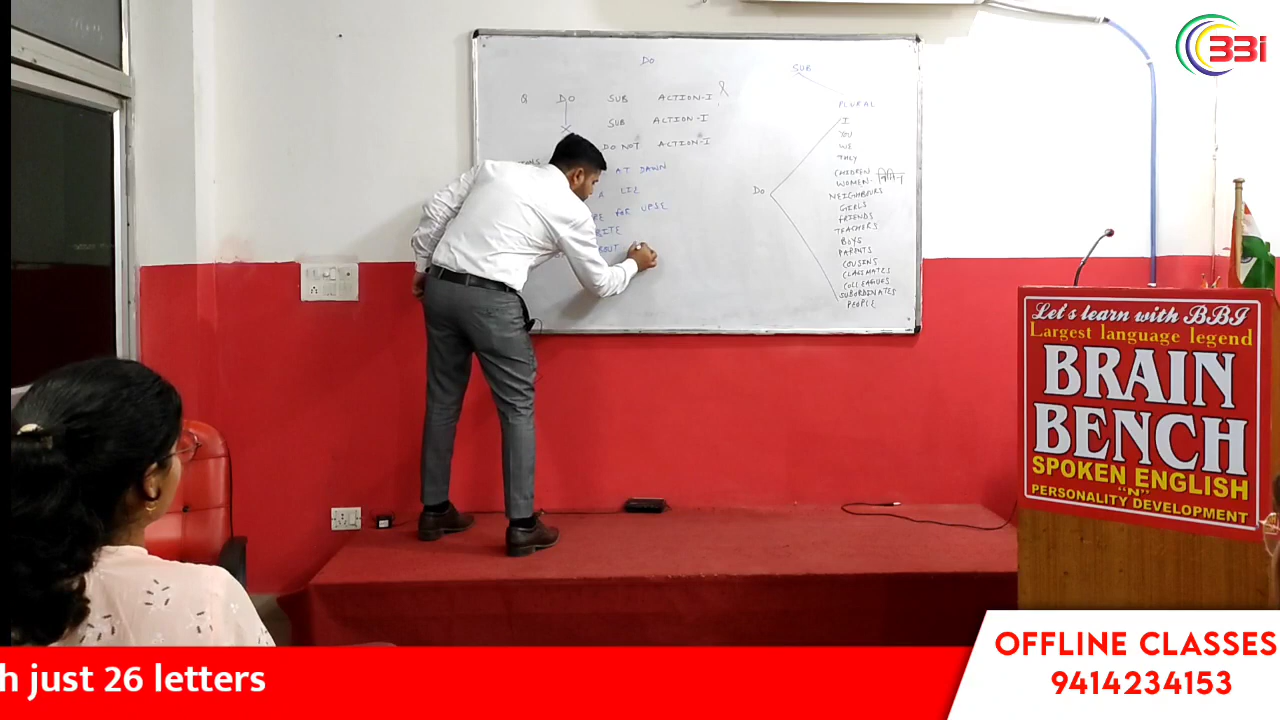 BBi
DO
Q DO SUB ACTION-I
SUB ACTION-I
DO NOT ACTION-I
AT DAWN
A LIE
FOR UPSC
SUB
PLURAL
I
YOU
WE
THEY
CHIDREN
WOMEN-
NEIGHBOURS
GIRLS
FRIENDS
TEACHERS
BOYS
PARENTS
COUSINS
CLASSMATES
COLLEAGUES
SUBORDINATES
PEOPLE
DO
Let's learn with BBI
Largest language legend
BRAIN
BENCH
SPOKEN ENGLISH
"N"
PERSONALITY DEVELOPMENT
OFFLINE CLASSES
9414234153
h just 26 letters